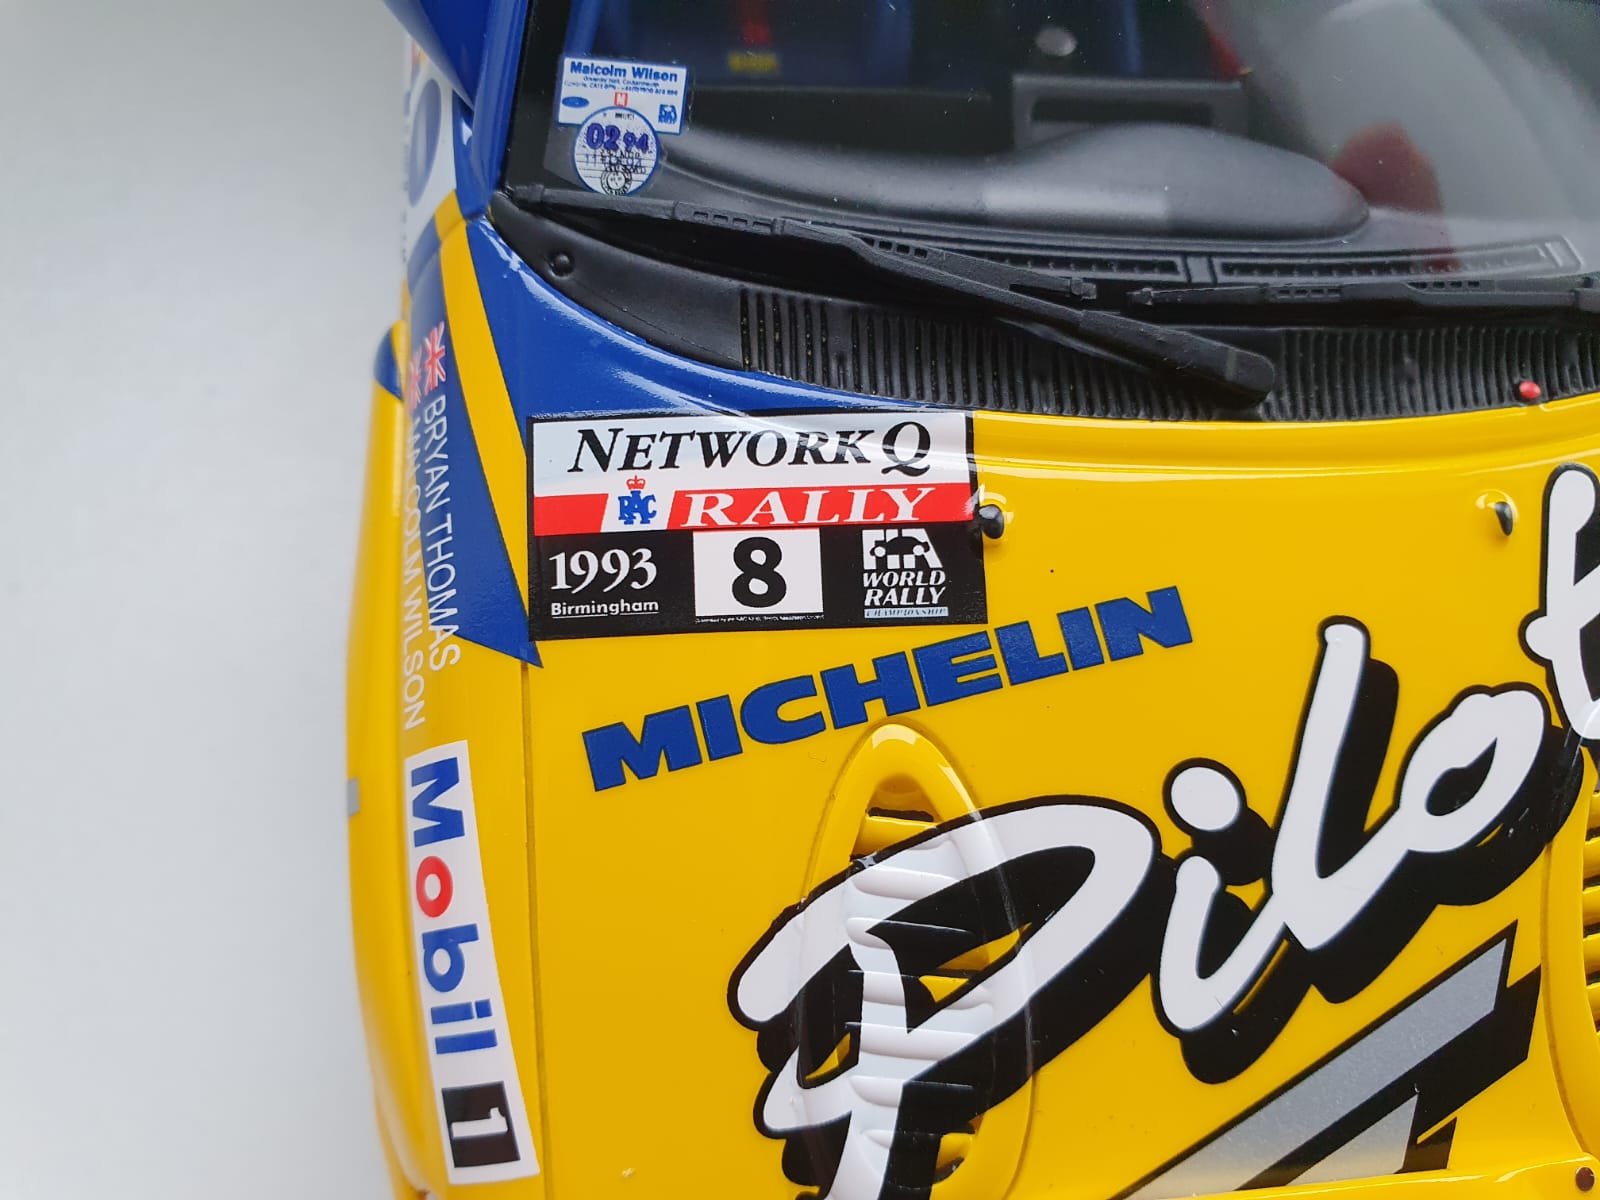 Malcolm Wilson
02 94
NETWORK Q
RAC RALLY
1993
Birmingham
8
FIA
WORLD
RALLY
CHAMPIONSHIP
BRYAN THOMAS
MALCOLM WILSON
MICHELIN
Pilot
Mobil 1